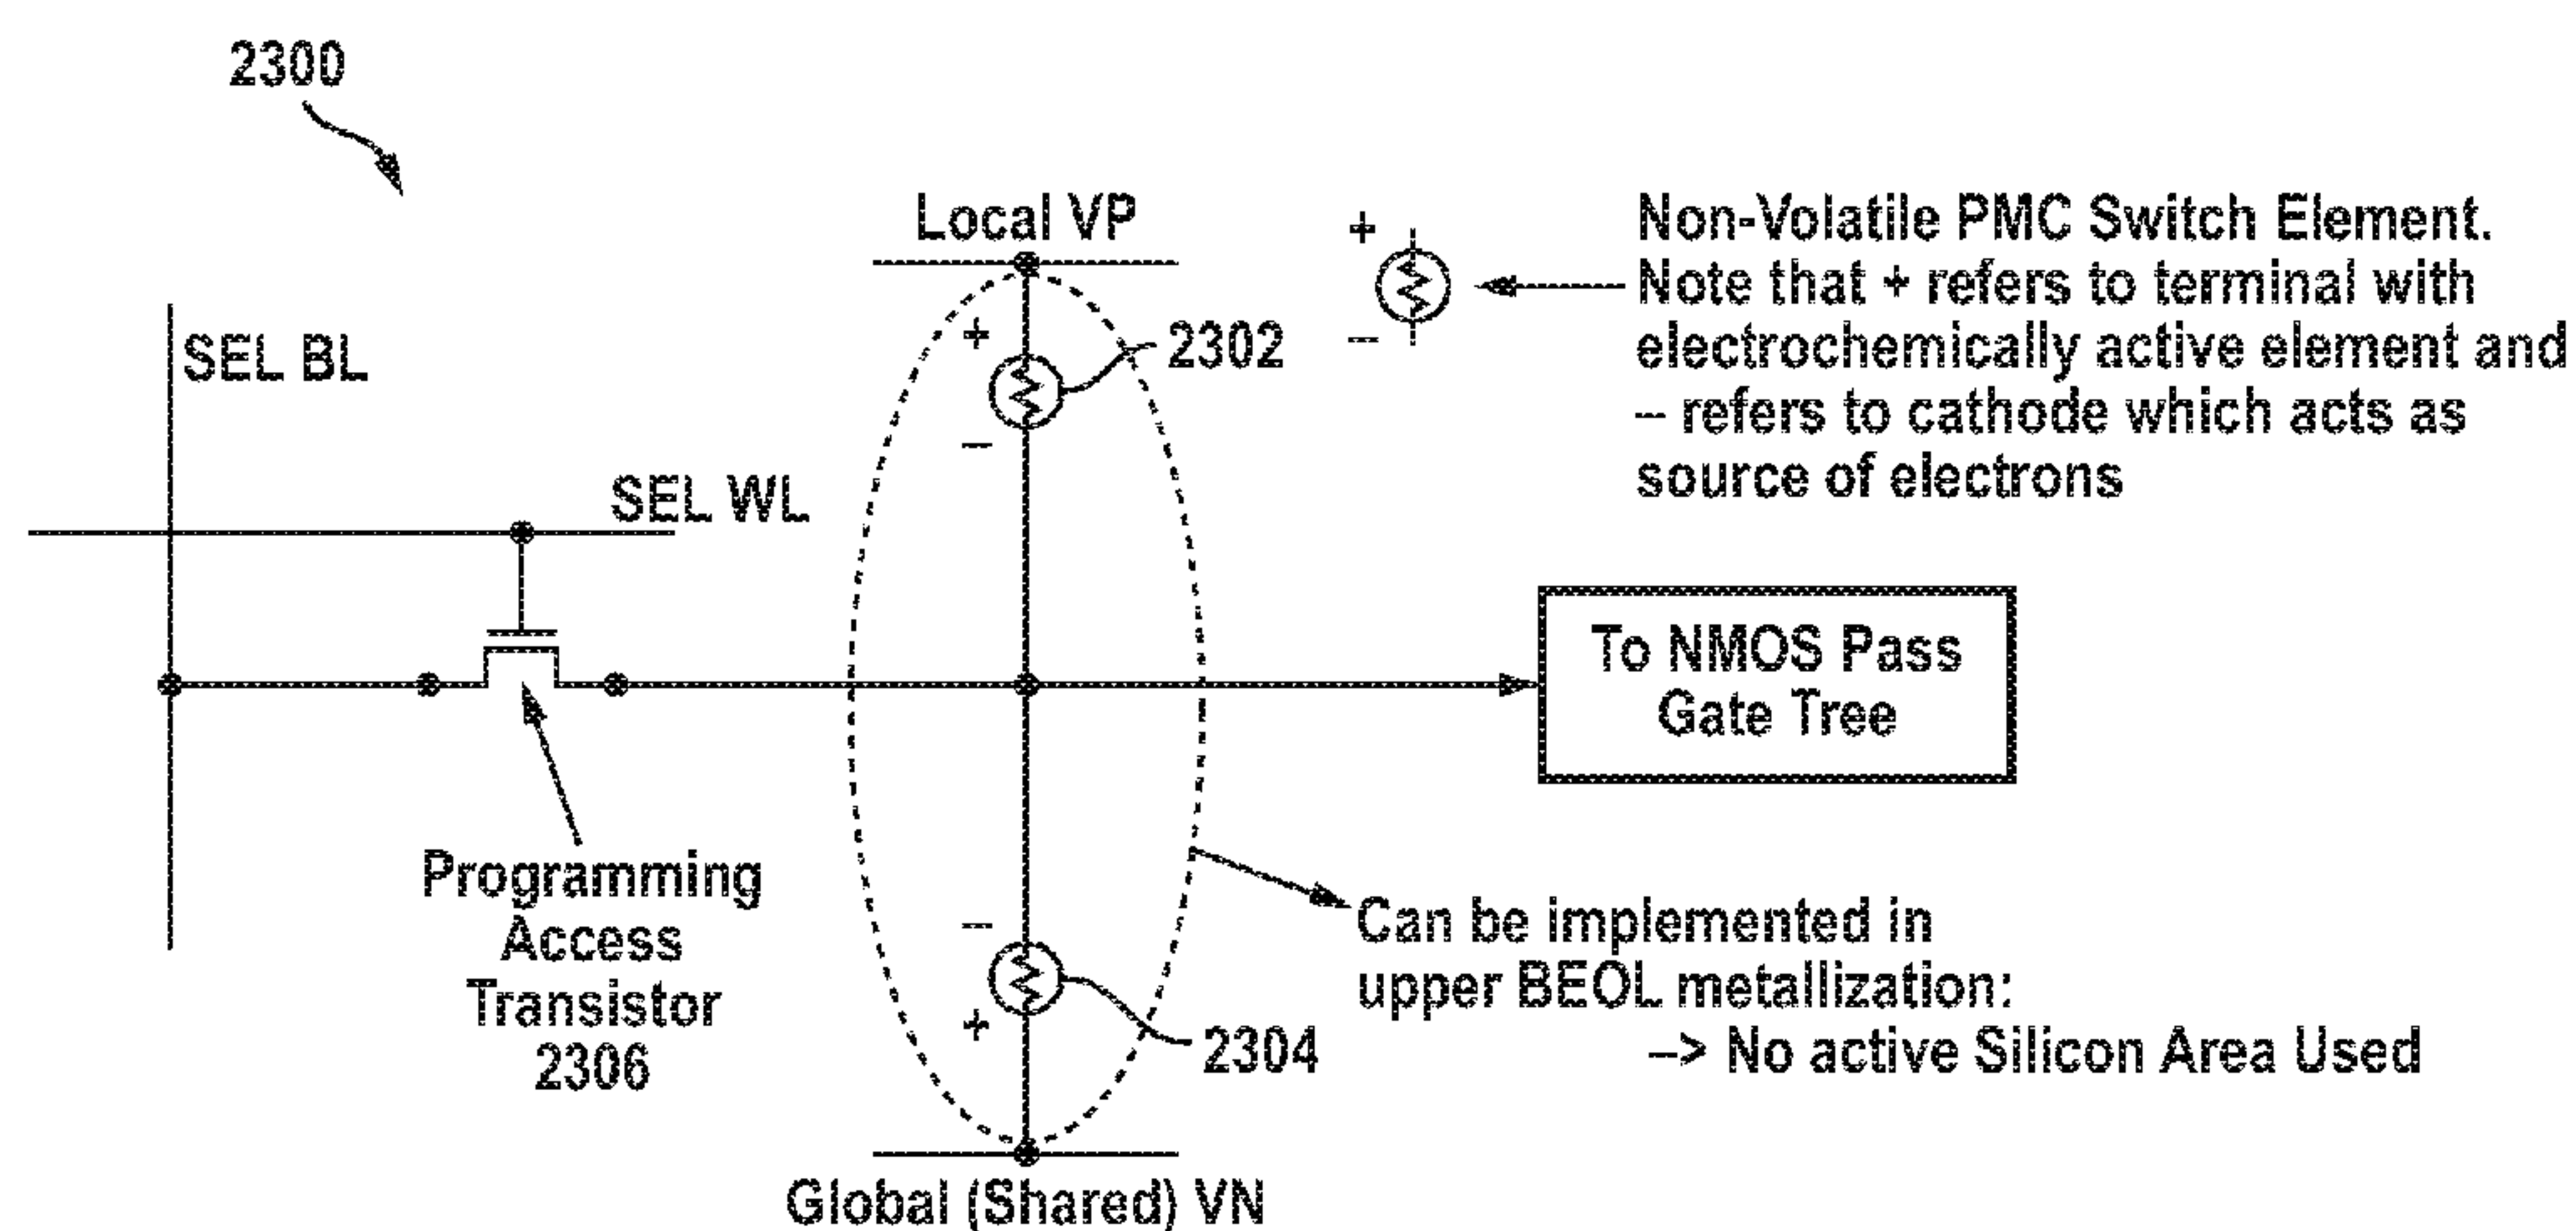 2300
Local VP
+
Non-Volatile PMC Switch Element.
Note that + refers to terminal with
electrochemically active element and
– refers to cathode which acts as
source of electrons
–
SEL BL
+
2302
–
SEL WL
To NMOS Pass
Gate Tree
Programming
Access
Transistor
2306
–
+
2304
Can be implemented in
upper BEOL metallization:
–> No active Silicon Area Used
Global (Shared) VN